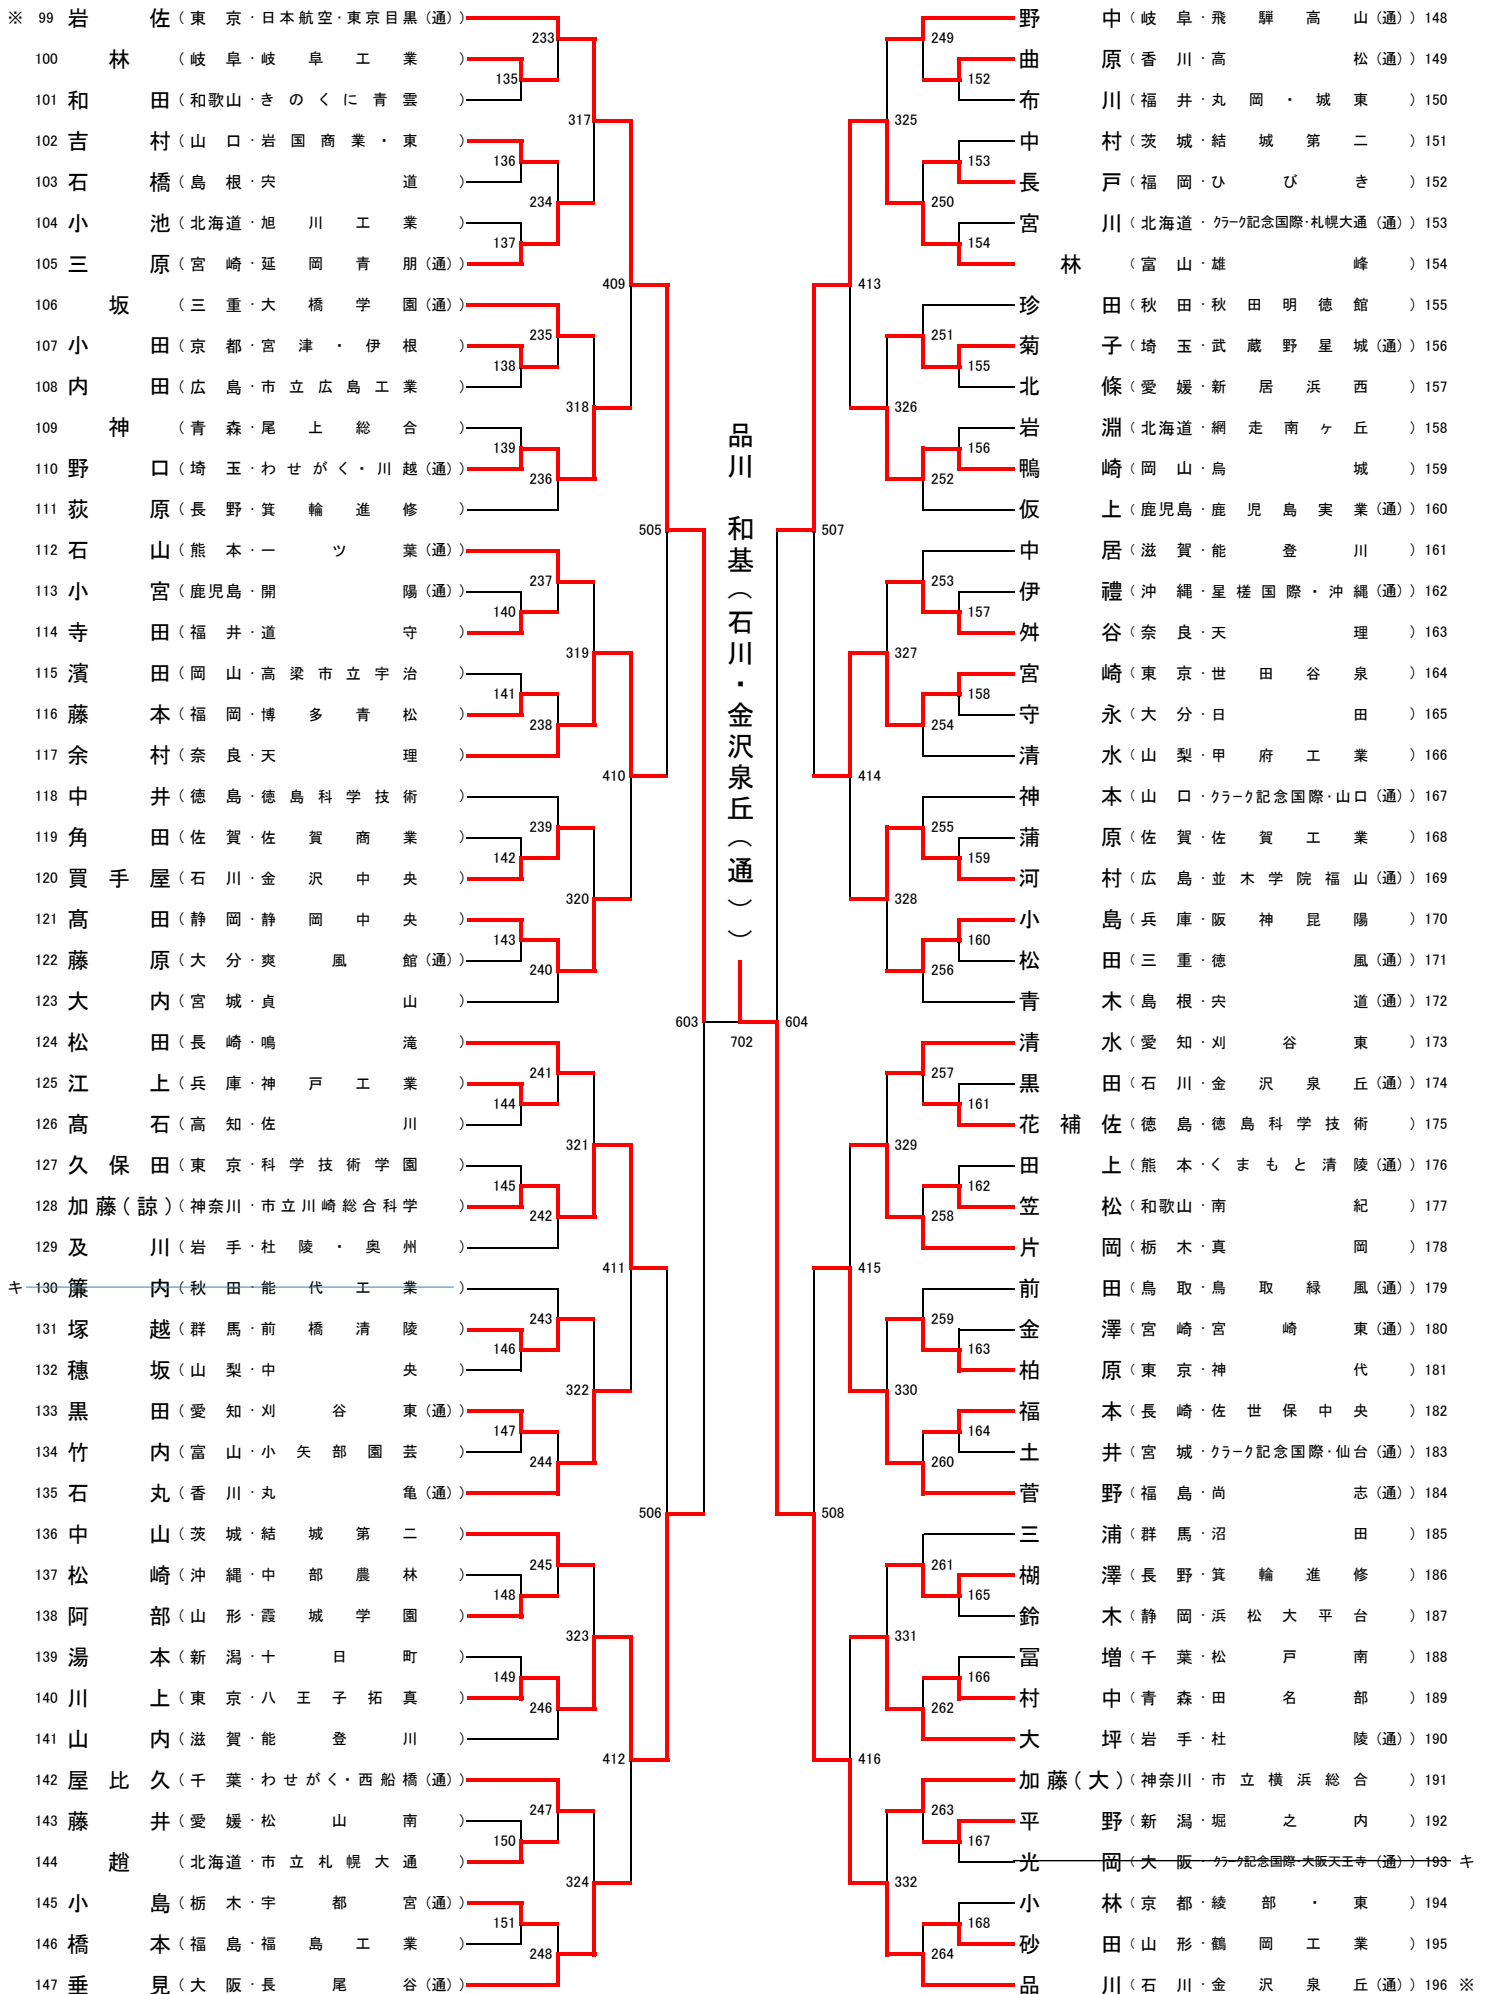 ※ 99 岩佐（東京・日本航空・東京目黒(通)）
100 林（岐阜・岐阜工業）
101 和田（和歌山・きのくに青雲）
102 吉村（山口・岩国商業・東）
103 石橋（島根・宍道）
104 小池（北海道・旭川工業）
105 三原（宮崎・延岡青朋(通)）
106 坂（三重・大橋学園(通)）
107 小田（京都・宮津・伊根）
108 内田（広島・市立広島工業）
109 神（青森・尾上総合）
110 野口（埼玉・わせがく・川越(通)）
111 荻原（長野・箕輪進修）
112 石山（熊本・一ツ葉(通)）
113 小宮（鹿児島・開陽(通)）
114 寺田（福井・道守）
115 濱田（岡山・高梁市立宇治）
116 藤本（福岡・博多青松）
117 余村（奈良・天理）
118 中井（徳島・徳島科学技術）
119 角田（佐賀・佐賀商業）
120 買手屋（石川・金沢中央）
121 髙田（静岡・静岡中央）
122 藤原（大分・爽風館(通)）
123 大内（宮城・貞山）
124 松田（長崎・鳴滝）
125 江上（兵庫・神戸工業）
126 髙石（高知・佐川）
127 久保田（東京・科学技術学園）
128 加藤(諒)（神奈川・市立川崎総合科学）
129 及川（岩手・杜陵・奥州）
キ 130 簾内（秋田・能代工業）
131 塚越（群馬・前橋清陵）
132 穂坂（山梨・中央）
133 黒田（愛知・刈谷東(通)）
134 竹内（富山・小矢部園芸）
135 石丸（香川・丸亀(通)）
136 中山（茨城・結城第二）
137 松崎（沖縄・中部農林）
138 阿部（山形・霞城学園）
139 湯本（新潟・十日町）
140 川上（東京・八王子拓真）
141 山内（滋賀・能登川）
142 屋比久（千葉・わせがく・西船橋(通)）
143 藤井（愛媛・松山南）
144 趙（北海道・市立札幌大通）
145 小島（栃木・宇都宮(通)）
146 橋本（福島・福島工業）
147 垂見（大阪・長尾谷(通)）
135
136
137
138
139
140
141
142
143
144
145
146
147
148
149
150
151
233
234
235
236
237
238
239
240
241
242
243
244
245
246
247
248
317
318
319
320
321
322
323
324
409
410
411
412
505
506
603
品川 和基（石川・金沢泉丘（通））
702
604
507
508
413
414
415
416
325
326
327
328
329
330
331
332
249
250
251
252
253
254
255
256
257
258
259
260
261
262
263
264
152
153
154
155
156
157
158
159
160
161
162
163
164
165
166
167
168
野中（岐阜・飛騨高山(通)）148
曲原（香川・高松(通)）149
布川（福井・丸岡・城東）150
中村（茨城・結城第二）151
長戸（福岡・ひびき）152
宮川（北海道・クラーク記念国際・札幌大通(通)）153
林（富山・雄峰）154
珍田（秋田・秋田明徳館）155
菊子（埼玉・武蔵野星城(通)）156
北條（愛媛・新居浜西）157
岩淵（北海道・網走南ヶ丘）158
鴨崎（岡山・烏城）159
仮上（鹿児島・鹿児島実業(通)）160
中居（滋賀・能登川）161
伊禮（沖縄・星槎国際・沖縄(通)）162
舛谷（奈良・天理）163
宮崎（東京・世田谷泉）164
守永（大分・日田）165
清水（山梨・甲府工業）166
神本（山口・クラーク記念国際・山口(通)）167
蒲原（佐賀・佐賀工業）168
河村（広島・並木学院福山(通)）169
小島（兵庫・阪神昆陽）170
松田（三重・徳風(通)）171
青木（島根・宍道(通)）172
清水（愛知・刈谷東）173
黒田（石川・金沢泉丘(通)）174
花補佐（徳島・徳島科学技術）175
田上（熊本・くまもと清陵(通)）176
笠松（和歌山・南紀）177
片岡（栃木・真岡）178
前田（鳥取・鳥取緑風(通)）179
金澤（宮崎・宮崎東(通)）180
柏原（東京・神代）181
福本（長崎・佐世保中央）182
土井（宮城・クラーク記念国際・仙台(通)）183
菅野（福島・尚志(通)）184
三浦（群馬・沼田）185
楜澤（長野・箕輪進修）186
鈴木（静岡・浜松大平台）187
冨増（千葉・松戸南）188
村中（青森・田名部）189
大坪（岩手・杜陵(通)）190
加藤(大)（神奈川・市立横浜総合）191
平野（新潟・堀之内）192
光岡（大阪・クラーク記念国際・大阪天王寺(通)）193 キ
小林（京都・綾部・東）194
砂田（山形・鶴岡工業）195
品川（石川・金沢泉丘(通)）196 ※